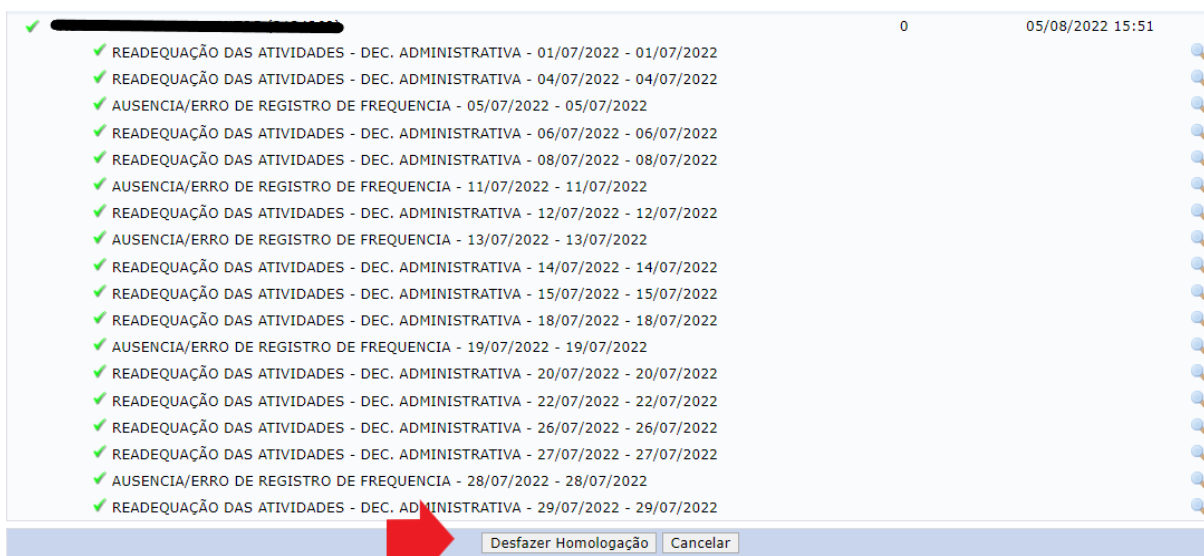 0 05/08/2022 15:51
READEQUAÇÃO DAS ATIVIDADES - DEC. ADMINISTRATIVA - 01/07/2022 - 01/07/2022
READEQUAÇÃO DAS ATIVIDADES - DEC. ADMINISTRATIVA - 04/07/2022 - 04/07/2022
AUSENCIA/ERRO DE REGISTRO DE FREQUENCIA - 05/07/2022 - 05/07/2022
READEQUAÇÃO DAS ATIVIDADES - DEC. ADMINISTRATIVA - 06/07/2022 - 06/07/2022
READEQUAÇÃO DAS ATIVIDADES - DEC. ADMINISTRATIVA - 08/07/2022 - 08/07/2022
AUSENCIA/ERRO DE REGISTRO DE FREQUENCIA - 11/07/2022 - 11/07/2022
READEQUAÇÃO DAS ATIVIDADES - DEC. ADMINISTRATIVA - 12/07/2022 - 12/07/2022
AUSENCIA/ERRO DE REGISTRO DE FREQUENCIA - 13/07/2022 - 13/07/2022
READEQUAÇÃO DAS ATIVIDADES - DEC. ADMINISTRATIVA - 14/07/2022 - 14/07/2022
READEQUAÇÃO DAS ATIVIDADES - DEC. ADMINISTRATIVA - 15/07/2022 - 15/07/2022
READEQUAÇÃO DAS ATIVIDADES - DEC. ADMINISTRATIVA - 18/07/2022 - 18/07/2022
AUSENCIA/ERRO DE REGISTRO DE FREQUENCIA - 19/07/2022 - 19/07/2022
READEQUAÇÃO DAS ATIVIDADES - DEC. ADMINISTRATIVA - 20/07/2022 - 20/07/2022
READEQUAÇÃO DAS ATIVIDADES - DEC. ADMINISTRATIVA - 22/07/2022 - 22/07/2022
READEQUAÇÃO DAS ATIVIDADES - DEC. ADMINISTRATIVA - 26/07/2022 - 26/07/2022
READEQUAÇÃO DAS ATIVIDADES - DEC. ADMINISTRATIVA - 27/07/2022 - 27/07/2022
AUSENCIA/ERRO DE REGISTRO DE FREQUENCIA - 28/07/2022 - 28/07/2022
READEQUAÇÃO DAS ATIVIDADES - DEC. ADMINISTRATIVA - 29/07/2022 - 29/07/2022
Desfazer Homologação Cancelar